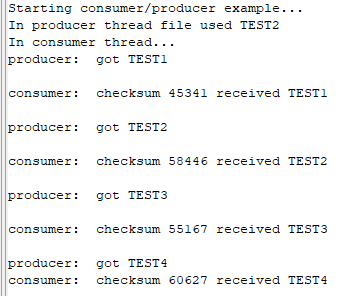 Starting consumer/producer example...
In producer thread file used TEST2
In consumer thread...
producer:  got TEST1
consumer:  checksum 45341 received TEST1
producer:  got TEST2
consumer:  checksum 58446 received TEST2
producer:  got TEST3
consumer:  checksum 55167 received TEST3
producer:  got TEST4
consumer:  checksum 60627 received TEST4